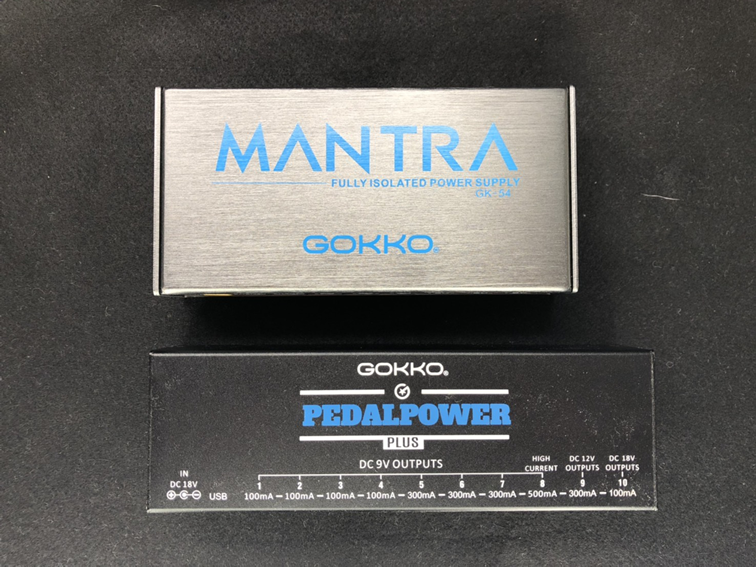 MANTRA
FULLY ISOLATED POWER SUPPLY
GK-54
GOKKO®
GOKKO®
PEDALPOWER
PLUS
DC 9V OUTPUTS
HIGH CURRENT
DC 12V OUTPUTS
DC 18V OUTPUTS
IN
DC 18V
USB
1 2 3 4 5 6 7 8 9 10
100mA – 100mA – 100mA – 100mA – 300mA – 300mA – 300mA – 500mA – 300mA – 100mA